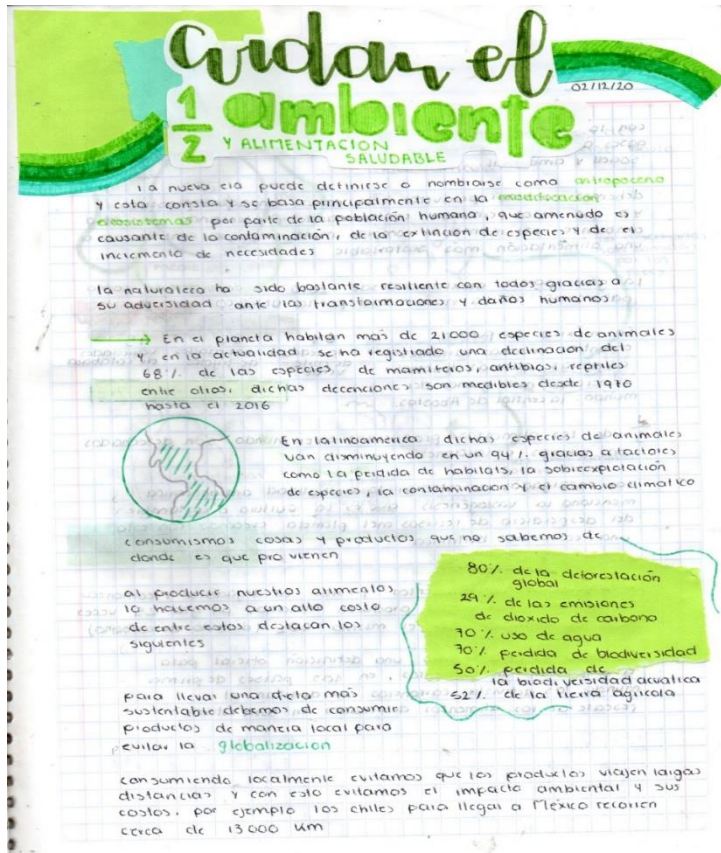 Cuidar el
02/12/20
1/2 ambiente
Y ALIMENTACION
SALUDABLE
la nueva era puede definirse o nombrarse como antropoceno
y esta consta y se basa principalmente en la modificacion
ecosistemas por parte de la población humana, que amenudo es
causante de la contaminación, de la extinción de especies y de el
incremento de necesidades
la naturaleza ha sido bastante resiliente con todos gracias a
su adversidad ante las transformaciones y daños humanos
→ En el planeta habitan mas de 21000 especies de animales
y en la actualidad se ha registrado una declinacion del
68% de las especies de mamiferos, anfibios, reptiles
entre otros, dichas decenciones son medibles desde 1970
hasta el 2016
En latinoamerica dichas especies de animales
van disminuyendo en un 94% gracias a factores
como la perdida de habitats, la sobreexplotación
de especies, la contaminacion y el cambio climatico
consumismos cosas y productos que no sabemos de
donde es que provienen
al producir nuestros alimentos
lo hacemos a un alto costo
de entre estos destacan los
siguientes
80% de la deforestación
global
29% de las emisiones
de dioxido de carbono
70% uso de agua
70% perdida de biodiversidad
50% perdida de
la biodiversidad acuatica
52% de la tierra agricola
para llevar una dieta mas
sustentable debemos de consumir
productos de manera local para
evitar la globalización
consumiendo localmente evitamos que los productos viajen largas
distancias y con esto evitamos el impacto ambiental y sus
costos, por ejemplo los chiles para llegar a México recorren
cerca de 13000 km